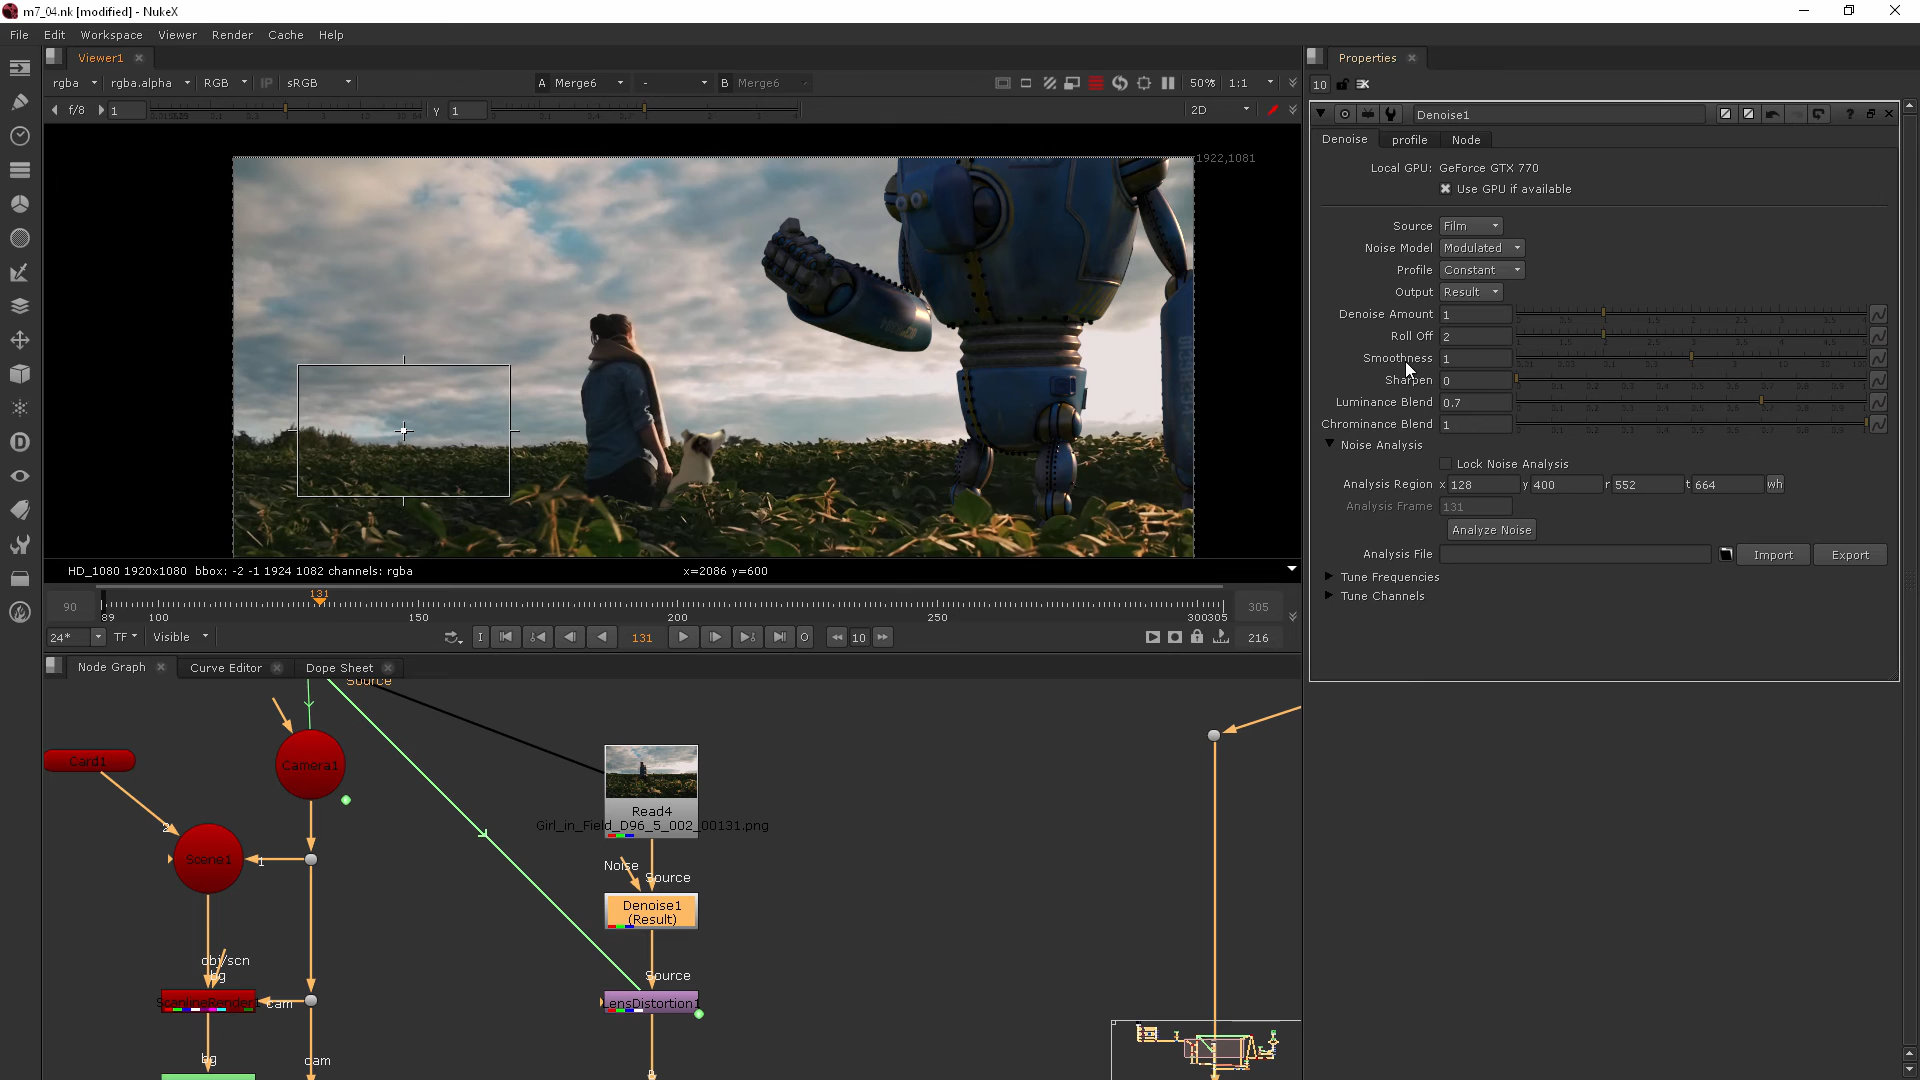 m7_04.nk [modified] - NukeX
File Edit Workspace Viewer Render Cache Help
Viewer1
rgba rgba.alpha RGB IP sRGB A Merge6 - B Merge6 50% 1:1
f/8 1 Y 1 2D
1922,1081
HD_1080 1920x1080 bbox: -2 -1 1924 1082 channels: rgba x=2086 y=600
90 131 305
89 100 150 200 250 300305
24* TF Visible I 131 O 10 216
Node Graph Curve Editor Dope Sheet
Source
Card1
Camera1
2
Scene1
1
obj/scn
bg
ScanlineRender1
cam
bg
cam
Read4
Girl_in_Field_D96_5_002_00131.png
Noise
Source
Denoise1
(Result)
Source
LensDistortion1
Properties
10
Denoise1
Denoise profile Node
Local GPU: GeForce GTX 770
Use GPU if available
Source Film
Noise Model Modulated
Profile Constant
Output Result
Denoise Amount 1
Roll Off 2
Smoothness 1
Sharpen 0
Luminance Blend 0.7
Chrominance Blend 1
Noise Analysis
Lock Noise Analysis
Analysis Region x 128 y 400 r 552 t 664 wh
Analysis Frame 131
Analyze Noise
Analysis File Import Export
Tune Frequencies
Tune Channels